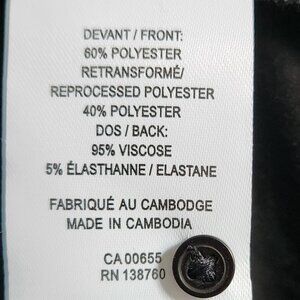 DEVANT / FRONT:
60% POLYESTER
RETRANSFORMÉ/
REPROCESSED POLYESTER
40% POLYESTER
DOS / BACK:
95% VISCOSE
5% ÉLASTHANNE / ELASTANE
FABRIQUÉ AU CAMBODGE
MADE IN CAMBODIA
CA 00655
RN 138760